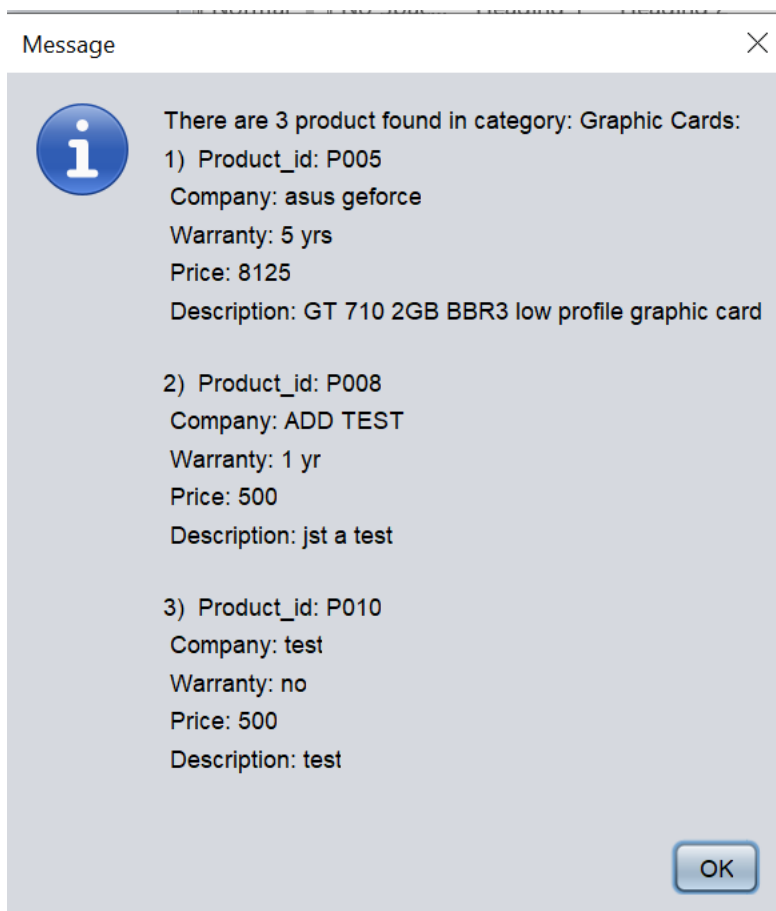 Message
There are 3 product found in category: Graphic Cards:
1) Product_id: P005
Company: asus geforce
Warranty: 5 yrs
Price: 8125
Description: GT 710 2GB BBR3 low profile graphic card
2) Product_id: P008
Company: ADD TEST
Warranty: 1 yr
Price: 500
Description: jst a test
3) Product_id: P010
Company: test
Warranty: no
Price: 500
Description: test
OK